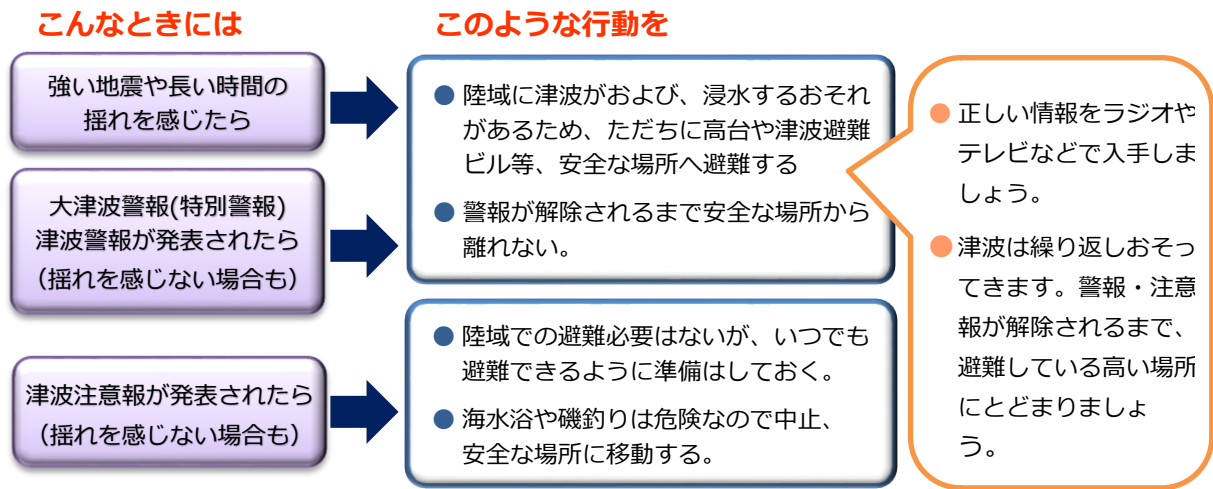 こんなときには
このような行動を
強い地震や長い時間の
揺れを感じたら
大津波警報(特別警報)
津波警報が発表されたら
（揺れを感じない場合も）
津波注意報が発表されたら
（揺れを感じない場合も）
● 陸域に津波がおよび、浸水するおそれ
があるため、ただちに高台や津波避難
ビル等、安全な場所へ避難する
● 警報が解除されるまで安全な場所から
離れない。
● 陸域での避難必要はないが、いつでも
避難できるように準備はしておく。
● 海水浴や磯釣りは危険なので中止、
安全な場所に移動する。
● 正しい情報をラジオや
テレビなどで入手しま
しょう。
● 津波は繰り返しおそっ
てきます。警報・注意
報が解除されるまで、
避難している高い場所
にとどまりましょ
う。